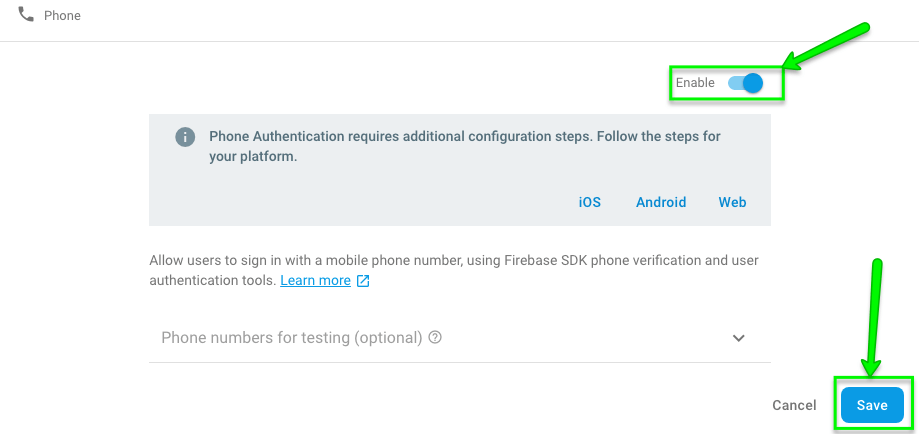 Phone
Enable
Phone Authentication requires additional configuration steps. Follow the steps for
your platform.
iOS Android Web
Allow users to sign in with a mobile phone number, using Firebase SDK phone verification and user
authentication tools. Learn more
Phone numbers for testing (optional)
Cancel Save